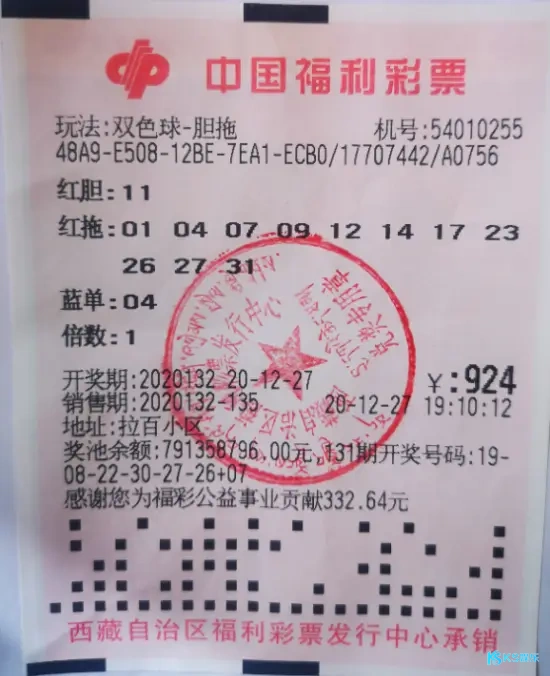 中国福利彩票
玩法:双色球-胆拖 机号:54010255
48A9-E508-12BE-7EA1-ECB0/17707442/A0756
红胆:11
红拖:01 04 07 09 12 14 17 23
26 27 31
蓝单:04
倍数:1
开奖期:2020132 20-12-27 ¥:924
销售期:2020132-135 20-12-27 19:10:12
地址:拉百小区
奖池余额:791358796.00元 131期开奖号码:19-
08-22-30-27-26+07
感谢您为福彩公益事业贡献332.64元
西藏自治区福利彩票发行中心承销